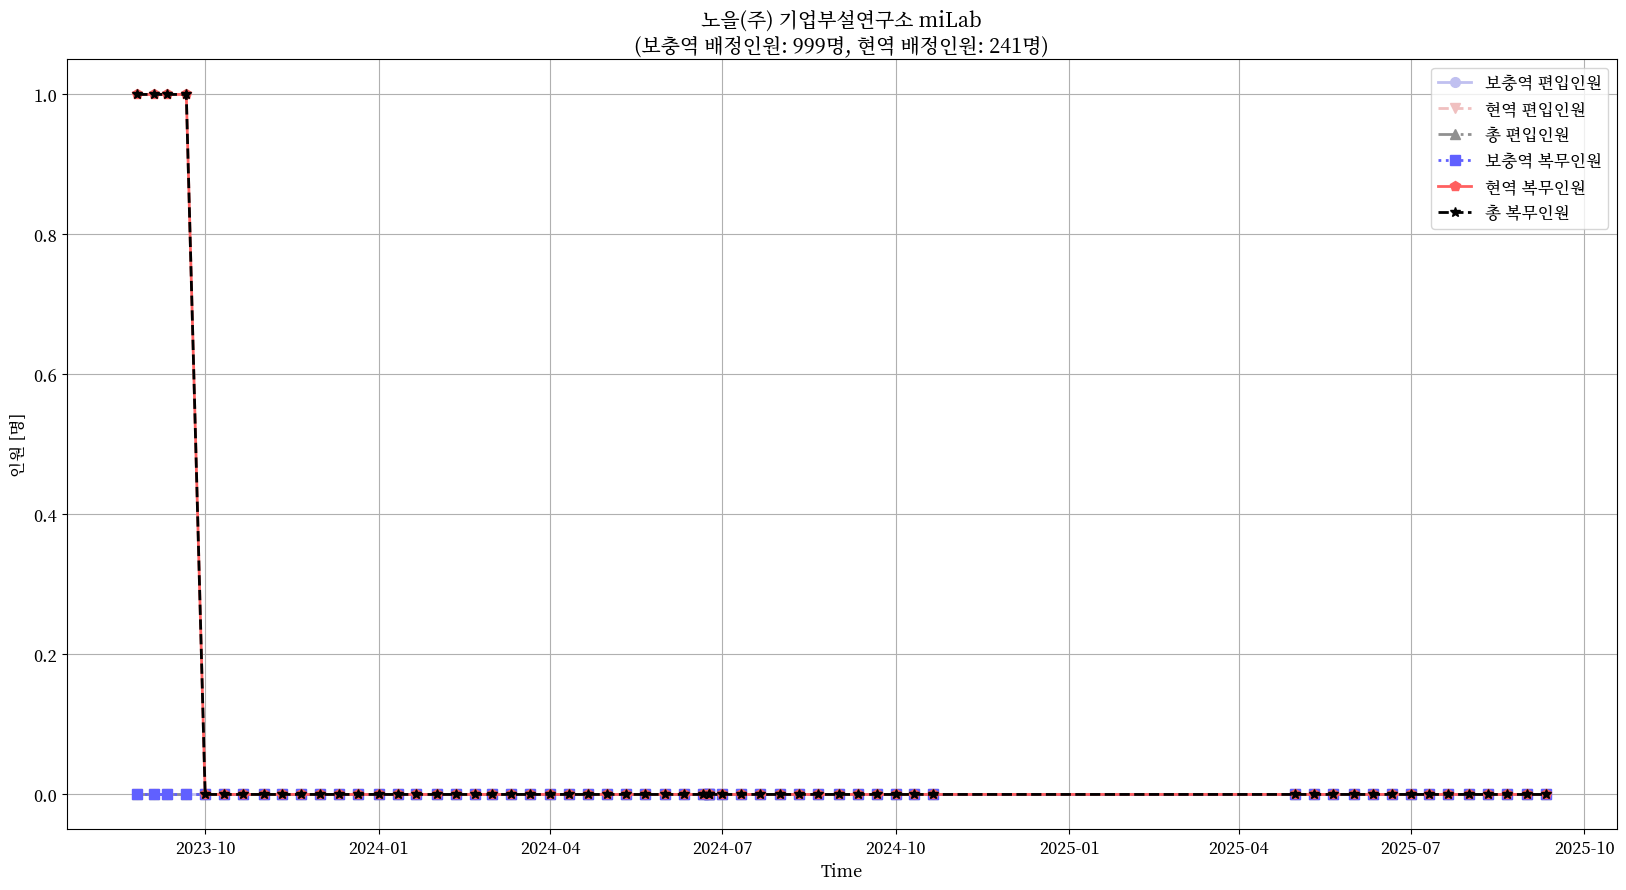 노을(주) 기업부설연구소 miLab
(보충역 배정인원: 999명, 현역 배정인원: 241명)
보충역 편입인원
현역 편입인원
총 편입인원
보충역 복무인원
현역 복무인원
총 복무인원
인원 [명]
1.0
0.8
0.6
0.4
0.2
0.0
2023-10
2024-01
2024-04
2024-07
2024-10
2025-01
2025-04
2025-07
2025-10
Time